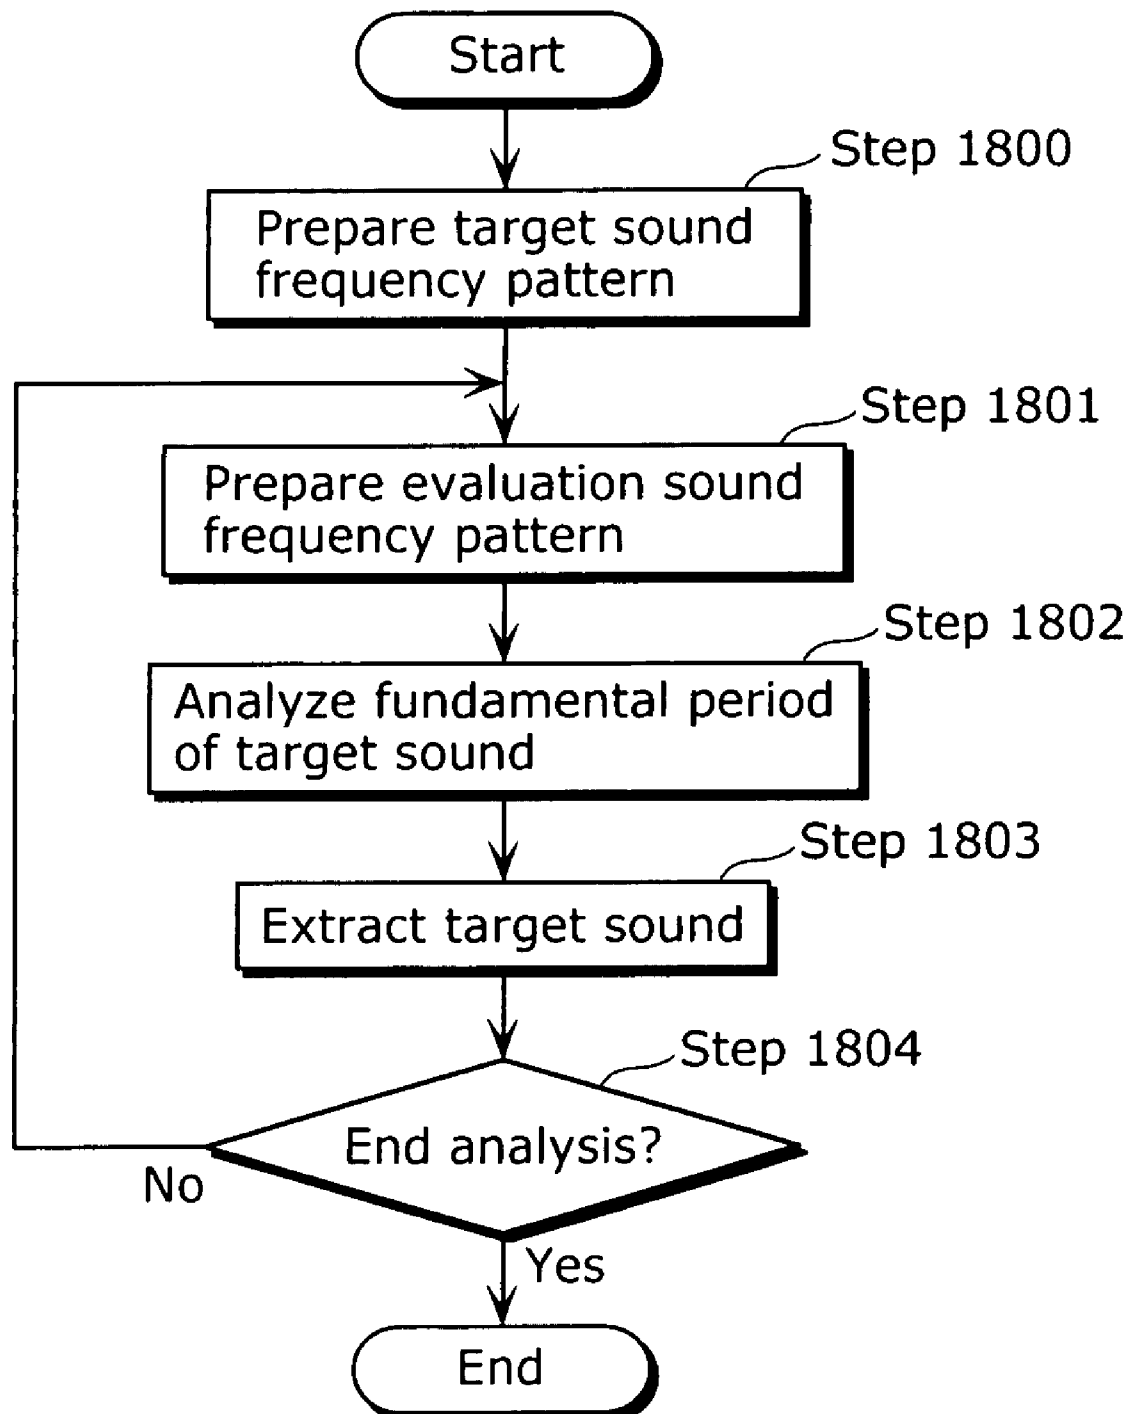 Start
Step 1800
Prepare target sound
frequency pattern
Step 1801
Prepare evaluation sound
frequency pattern
Step 1802
Analyze fundamental period
of target sound
Step 1803
Extract target sound
Step 1804
End analysis?
No
Yes
End